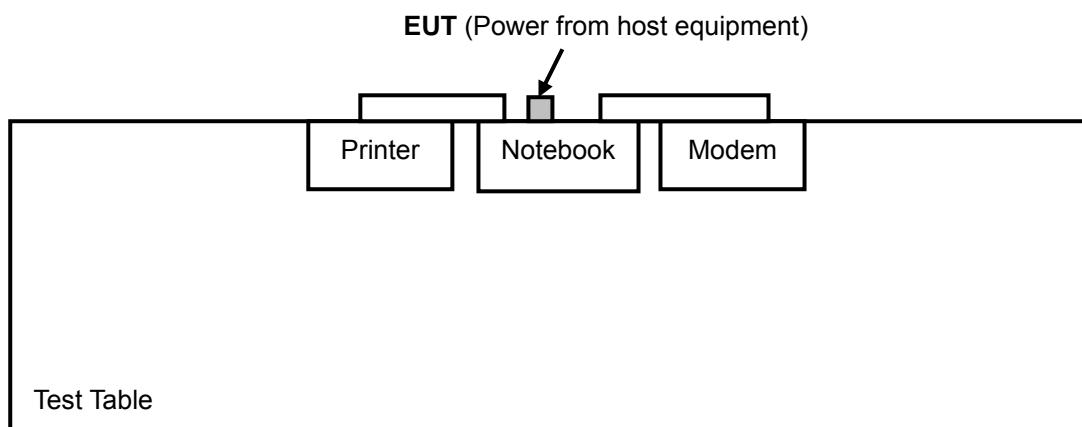 EUT (Power from host equipment)
Printer
Notebook
Modem
Test Table